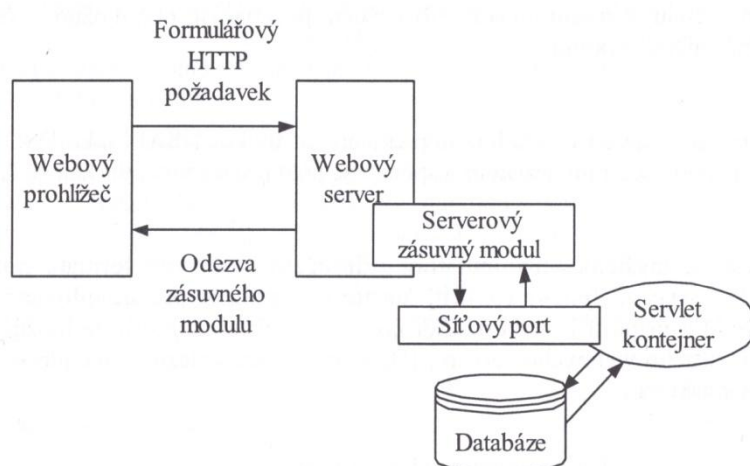 Formulářový
HTTP
požadavek
Webový
prohlížeč
Webový
server
Serverový
zásuvný modul
Odezva
zásuvného
modulu
Síťový port
Servlet
kontejner
Databáze